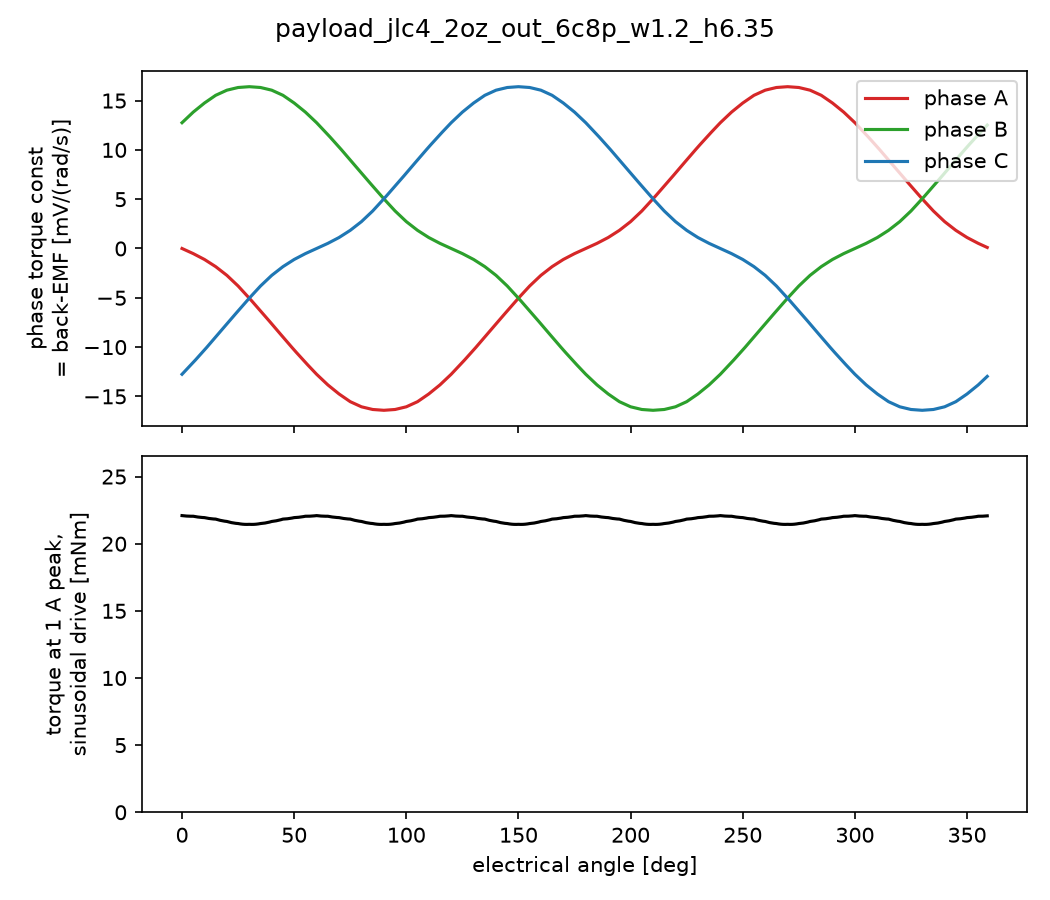 payload_jlc4_2oz_out_6c8p_w1.2_h6.35
phase torque const
= back-EMF [mV/(rad/s)]
15
10
5
0
−5
−10
−15
phase A
phase B
phase C
torque at 1 A peak,
sinusoidal drive [mNm]
25
20
15
10
5
0
0 50 100 150 200 250 300 350
electrical angle [deg]